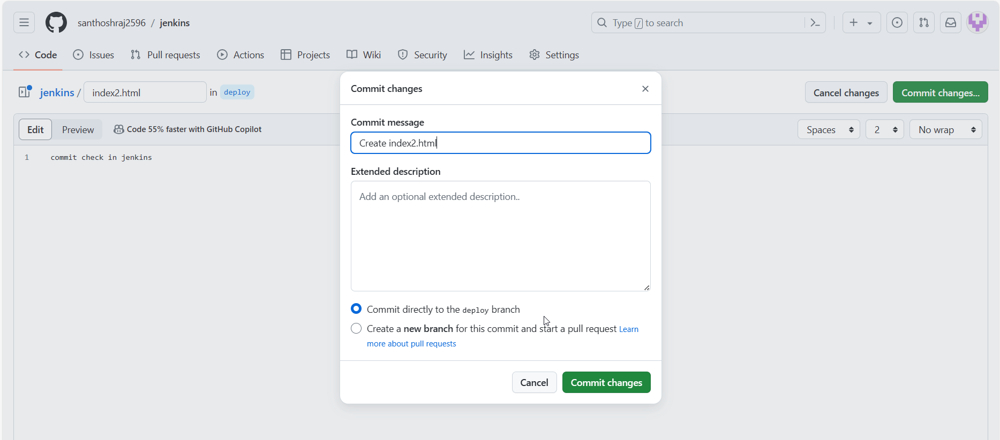 santhoshraj2596 / jenkins
Type / to search
Code Issues Pull requests Actions Projects Wiki Security Insights Settings
jenkins / index2.html in deploy
Cancel changes Commit changes...
Edit Preview Code 55% faster with GitHub Copilot
Spaces 2 No wrap
1 commit check in jenkins
Commit changes
Commit message
Create index2.html
Extended description
Add an optional extended description..
Commit directly to the deploy branch
Create a new branch for this commit and start a pull request Learn
more about pull requests
Cancel Commit changes